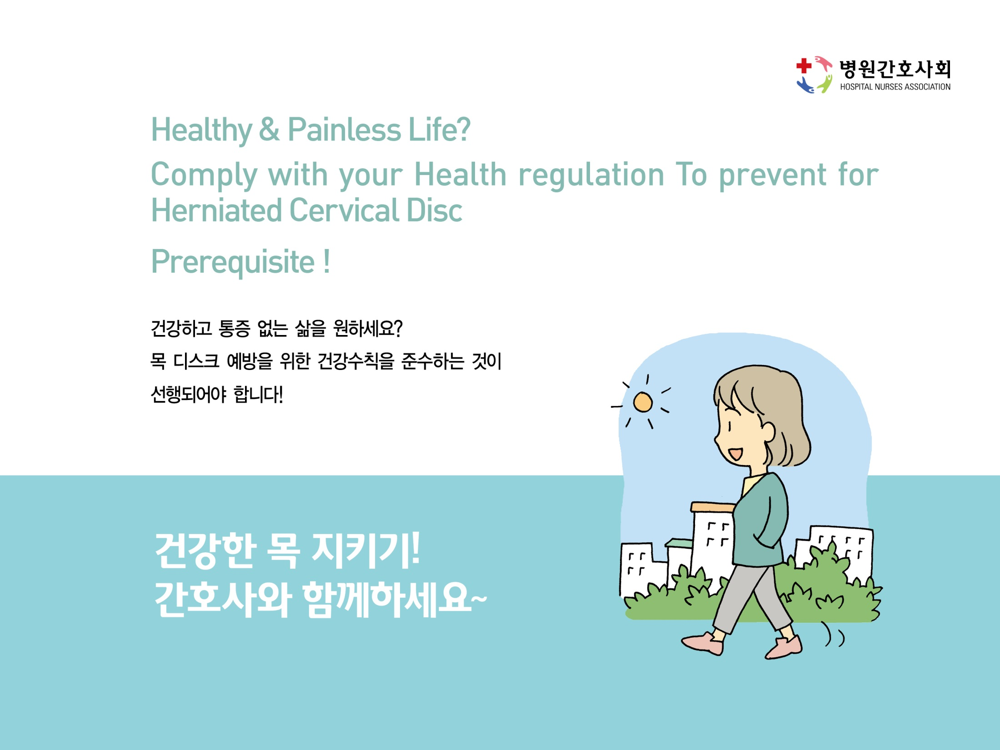 병원간호사회
HOSPITAL NURSES ASSOCIATION
Healthy & Painless Life?
Comply with your Health regulation To prevent for
Herniated Cervical Disc
Prerequisite !
건강하고 통증 없는 삶을 원하세요?
목 디스크 예방을 위한 건강수칙을 준수하는 것이
선행되어야 합니다!
건강한 목 지키기!
간호사와 함께하세요~